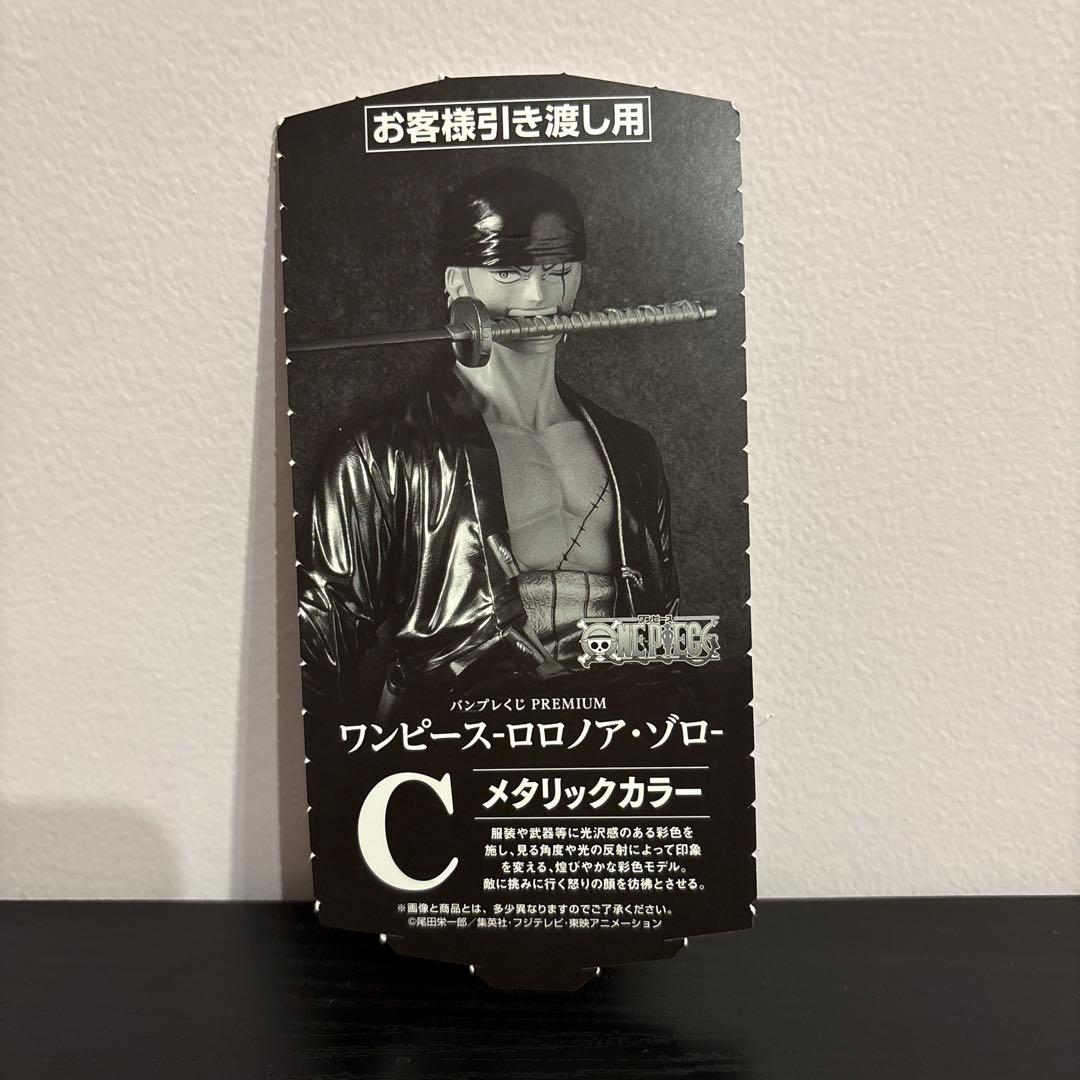 お客様引き渡し用
ワンピース
ONE PIECE
バンプレくじ PREMIUM
ワンピース-ロロノア・ゾロ-
C
メタリックカラー
服装や武器等に光沢感のある彩色を
施し、見る角度や光の反射によって印象
を変える、煌びやかな彩色モデル。
敵に挑みに行く怒りの顔を彷彿とさせる。
※画像と商品とは、多少異なりますのでご了承ください。
©尾田栄一郎／集英社・フジテレビ・東映アニメーション